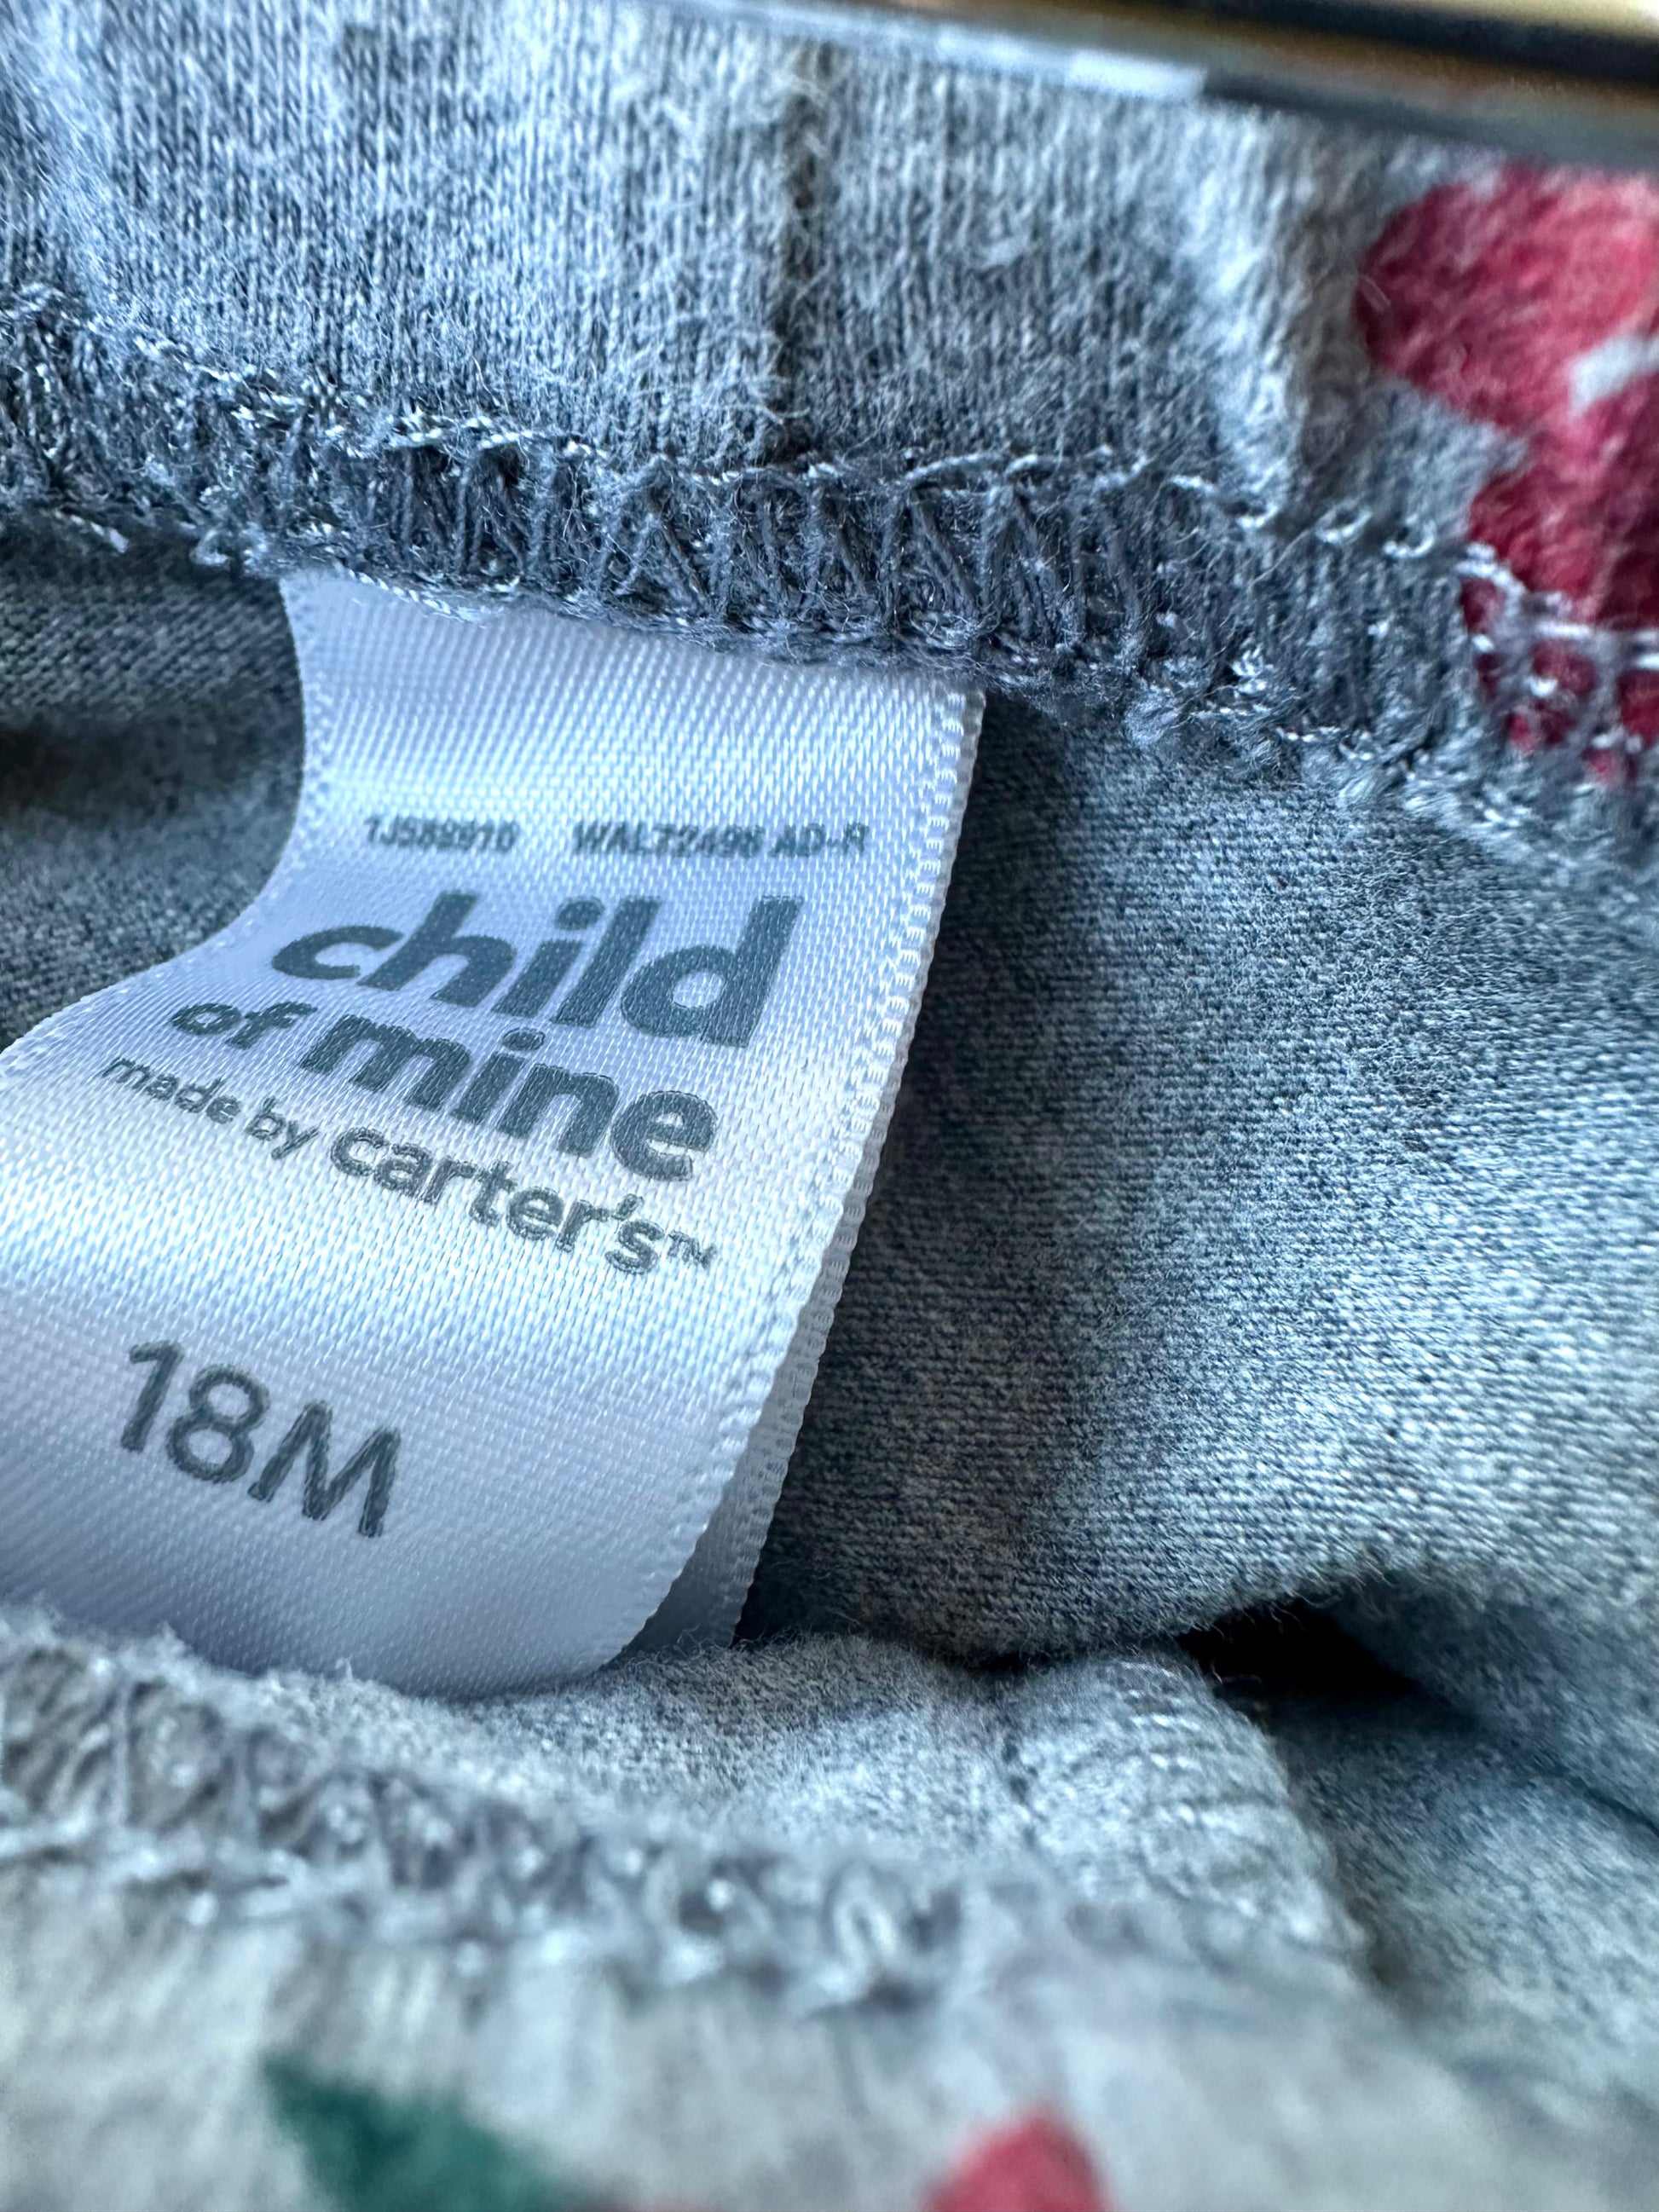 child
of mine
made by carter's™
18M